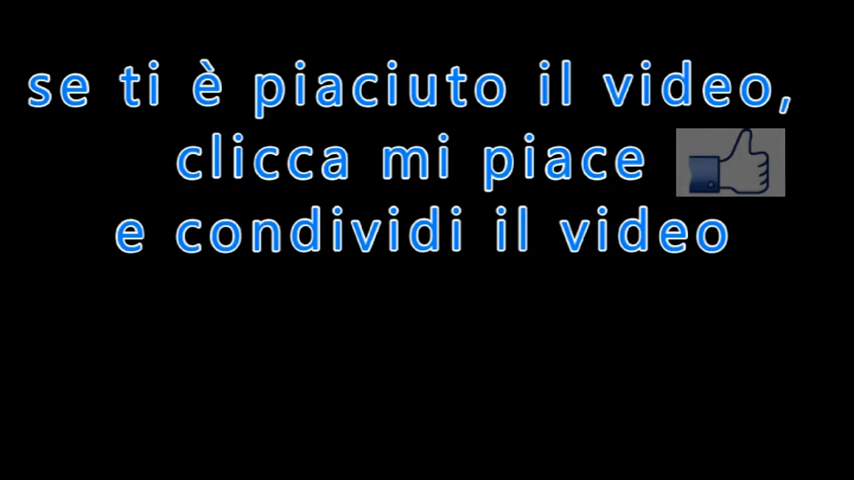 se ti è piaciuto il video,
clicca mi piace
e condividi il video